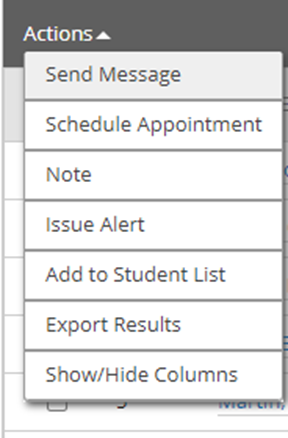 Actions
Send Message
Schedule Appointment
Note
Issue Alert
Add to Student List
Export Results
Show/Hide Columns